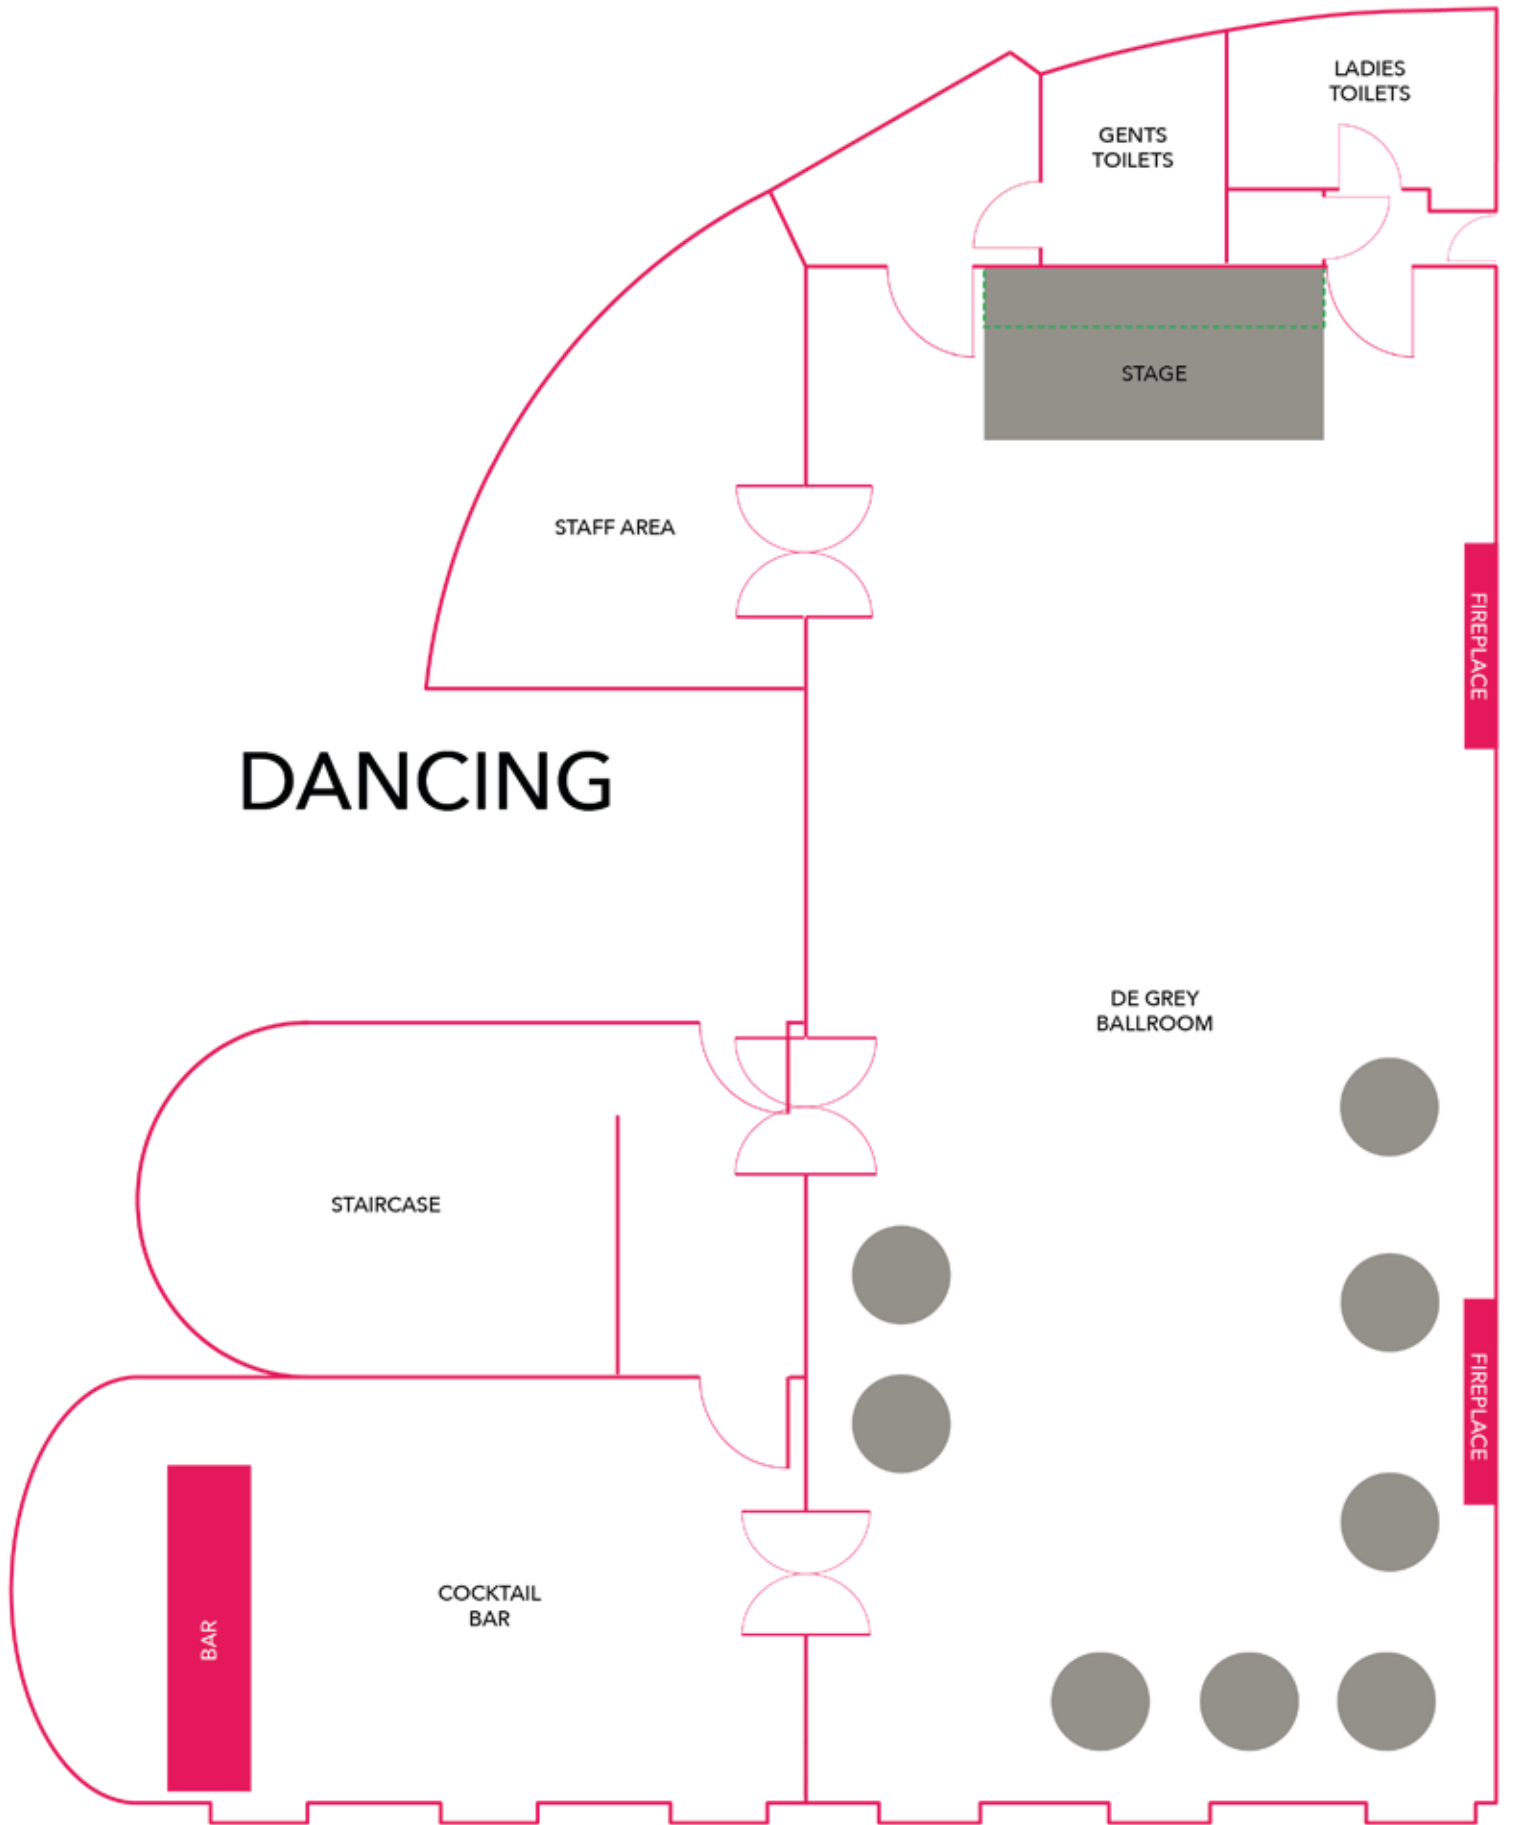 LADIES
TOILETS
GENTS
TOILETS
STAGE
STAFF AREA
FIREPLACE
DANCING
DE GREY
BALLROOM
STAIRCASE
FIREPLACE
COCKTAIL
BAR
BAR